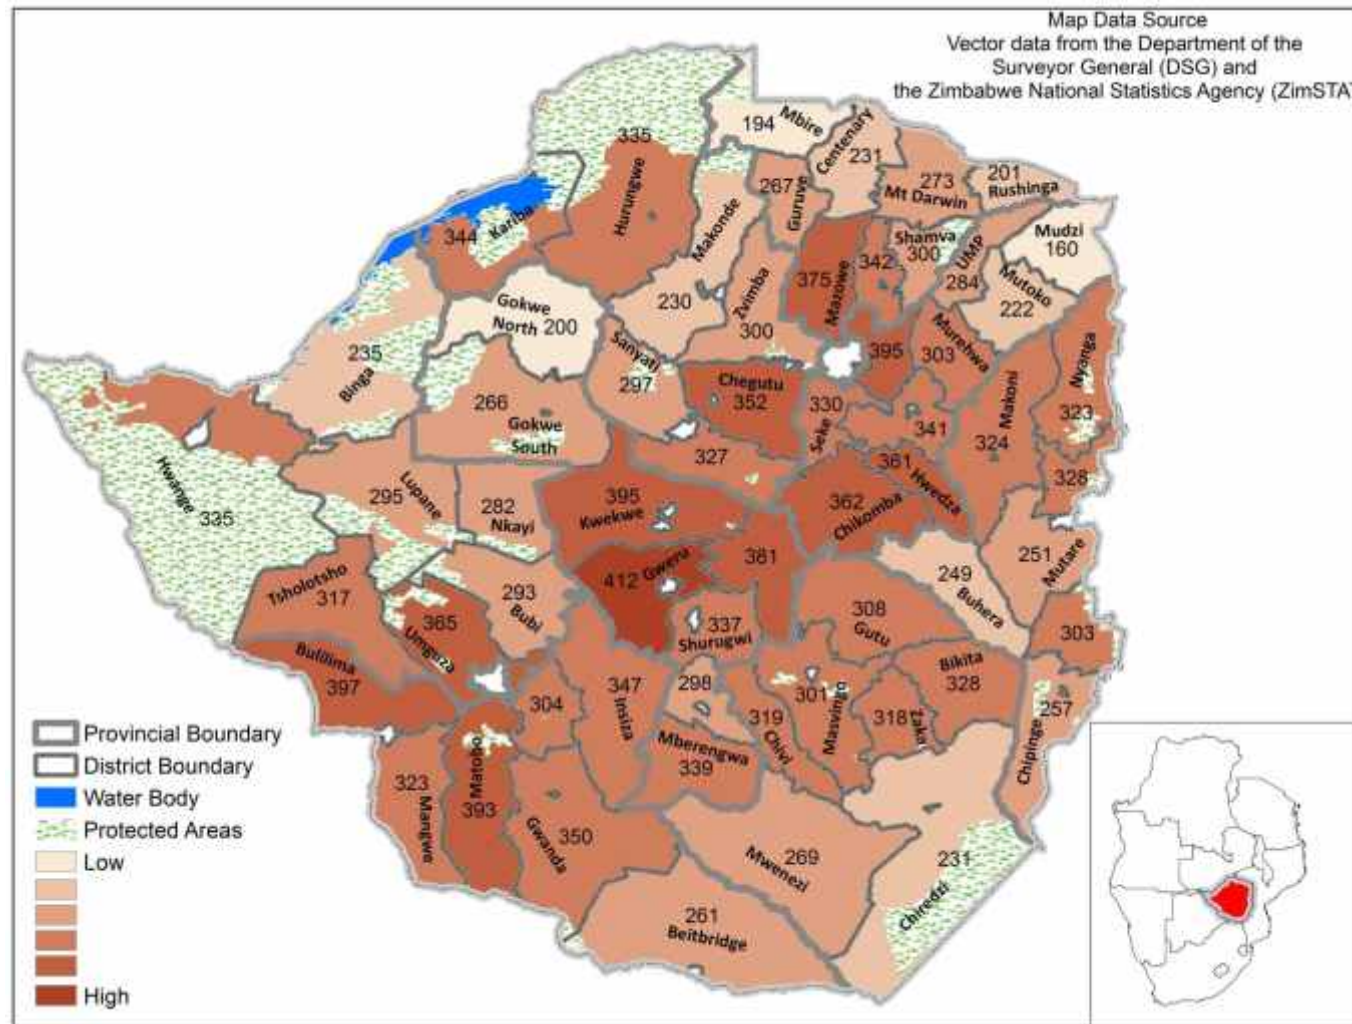 Map Data Source
Vector data from the Department of the
Surveyor General (DSG) and
the Zimbabwe National Statistics Agency (ZimSTA
335
194 Mbire
Centenary
231
267
Guruve
273
Mt Darwin
201
Rushinga
Hurungwe
Makonde
344
Kariba
Shamva
300
UMP
284
Mudzi
160
Mutoko
222
375
Mazowe
342
Gokwe
North 200
230
Zvimba
300
395
Murehwa
303
Nyanga
323
235
Binga
Sanyati
297
Chegutu
352
330
Seke
341
Makoni
324
266
Gokwe
South
327
361
Hwedza
328
Hwange
335
295
Lupane
282
Nkayi
395
Kwekwe
362
Chikomba
251
Mutare
Tsholotsho
317
293
Bubi
412 Gweru
381
249
Buhera
365
Umguza
337
Shurugwi
308
Gutu
303
Bulilima
397
304
347
Insiza
298
319
Chivi
301
Masvingo
318
Zaka
Bikita
328
257
Chipinge
Mberengwa
339
323
Mangwe
Matobo
393
Gwanda
350
Mwenezi
269
231
Chiredzi
261
Beitbridge
Provincial Boundary
District Boundary
Water Body
Protected Areas
Low
High